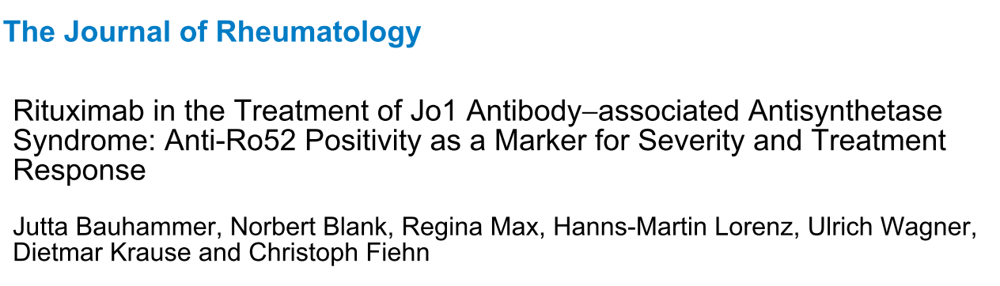 The Journal of Rheumatology
Rituximab in the Treatment of Jo1 Antibody−associated Antisynthetase
Syndrome: Anti-Ro52 Positivity as a Marker for Severity and Treatment
Response
Jutta Bauhammer, Norbert Blank, Regina Max, Hanns-Martin Lorenz, Ulrich Wagner,
Dietmar Krause and Christoph Fiehn